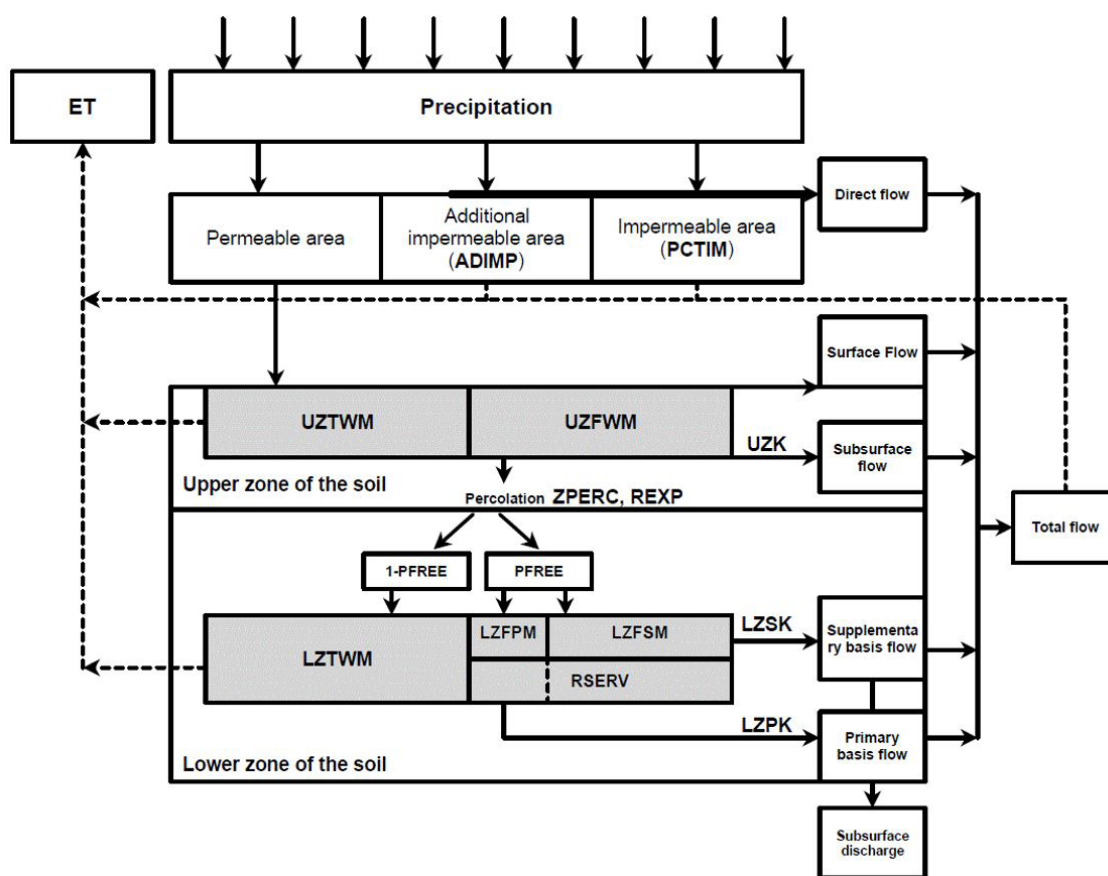 ET
Precipitation
Direct flow
Permeable area
Additional
impermeable area
(ADIMP)
Impermeable area
(PCTIM)
Surface Flow
UZTWM
UZFWM
UZK
Subsurface
flow
Upper zone of the soil
Percolation ZPERC, REXP
Total flow
1-PFREE
PFREE
LZTWM
LZFPM
LZFSM
RSERV
LZSK
Supplementa
ry basis flow
LZPK
Primary
basis flow
Lower zone of the soil
Subsurface
discharge